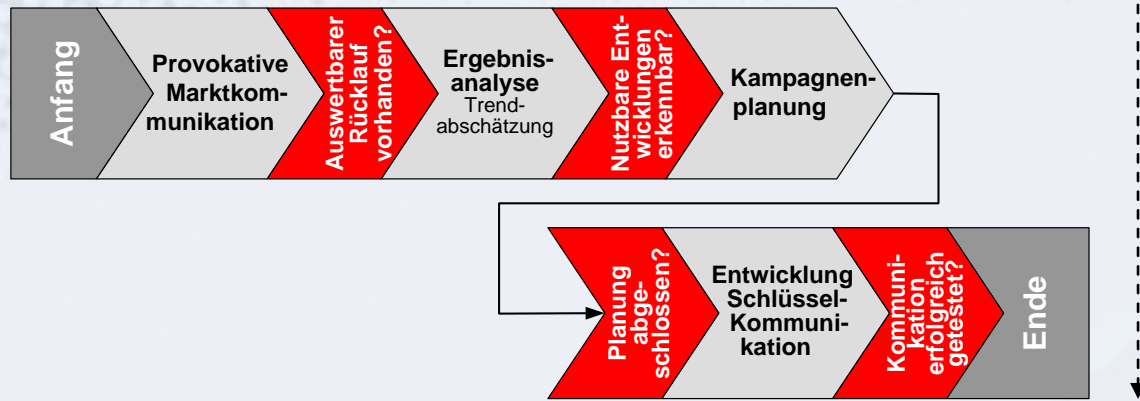 Anfang
Provokative
Marktkom-
munikation
Auswertbarer
Rücklauf
vorhanden?
Ergebnis-
analyse
Trend-
abschätzung
Nutzbare Ent-
wicklungen
erkennbar?
Kampagnen-
planung
Planung
abge-
schlossen?
Entwicklung
Schlüssel-
Kommuni-
kation
Kommuni-
kation
erfolgreich
getestet?
Ende